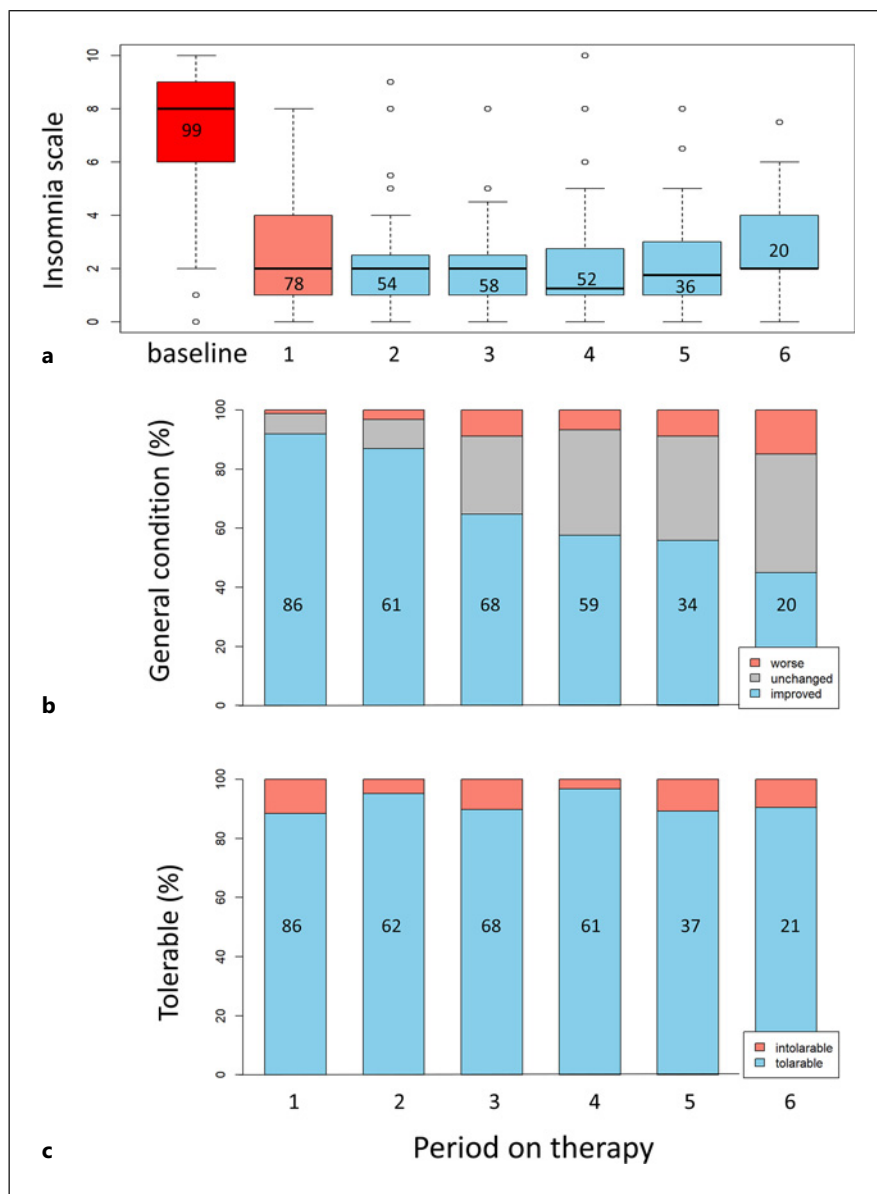 Insomnia scale
10
8
6
4
2
0
99
78
54
58
52
36
20
baseline 1 2 3 4 5 6
a
General condition (%)
100
80
60
40
20
0
86 61 68 59 34 20
worse
unchanged
improved
b
Tolerable (%)
100
80
60
40
20
0
86 62 68 61 37 21
intolarable
tolarable
1 2 3 4 5 6
c
Period on therapy